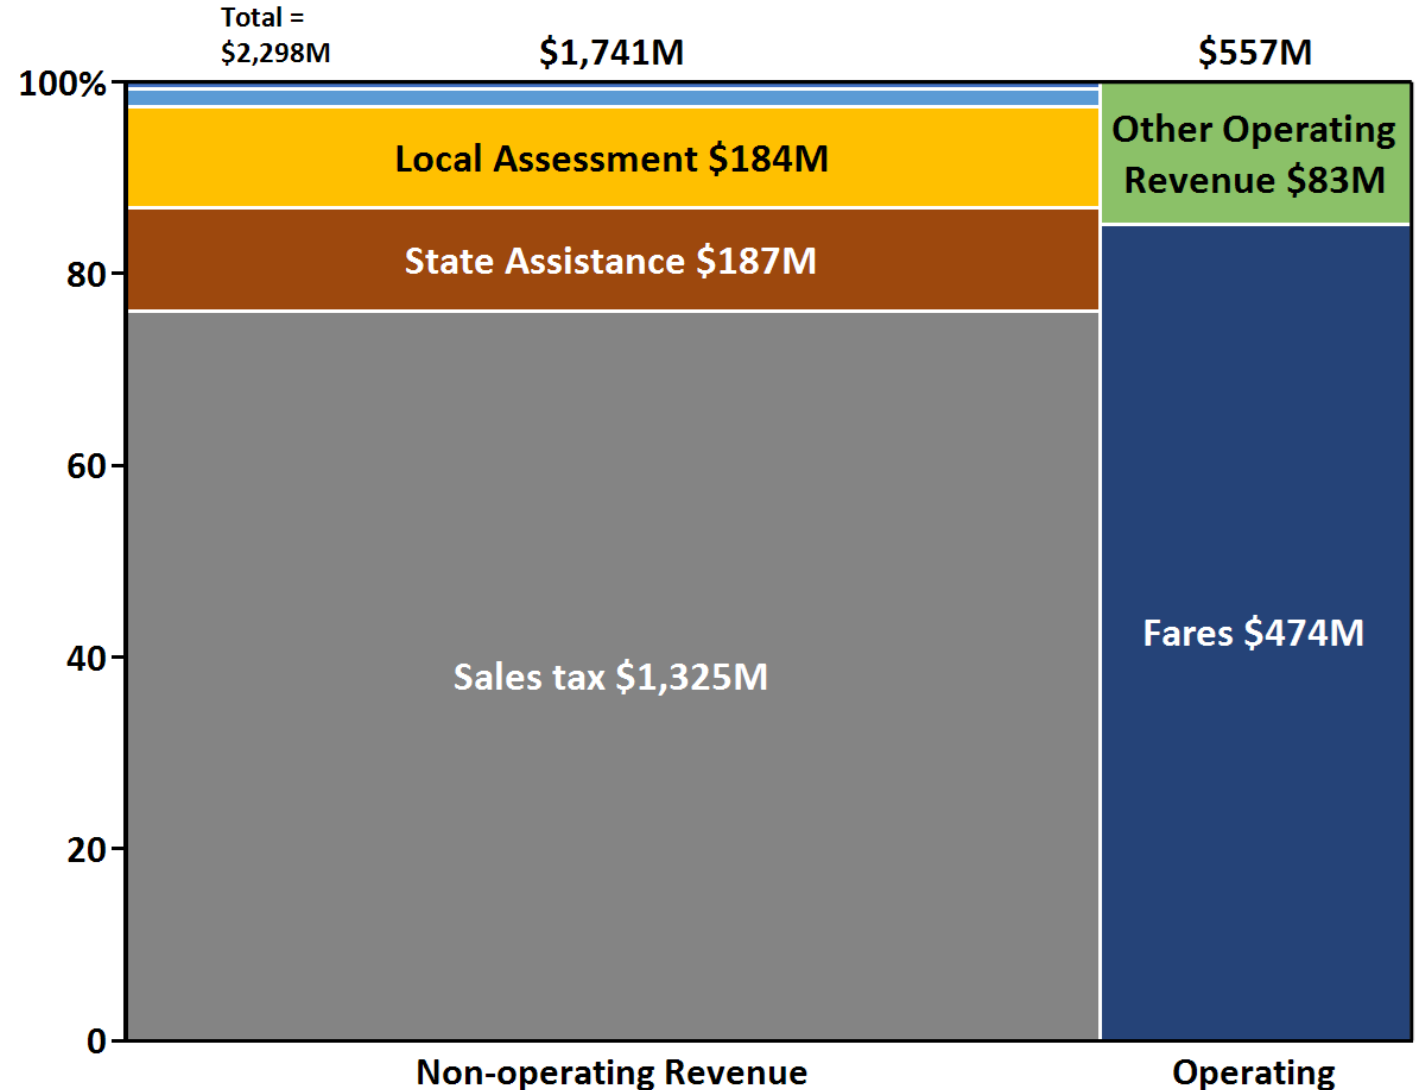 Total =
$2,298M
$1,741M
$557M
100%
80
60
40
20
0
Local Assessment $184M
State Assistance $187M
Sales tax $1,325M
Other Operating
Revenue $83M
Fares $474M
Non-operating Revenue
Operating